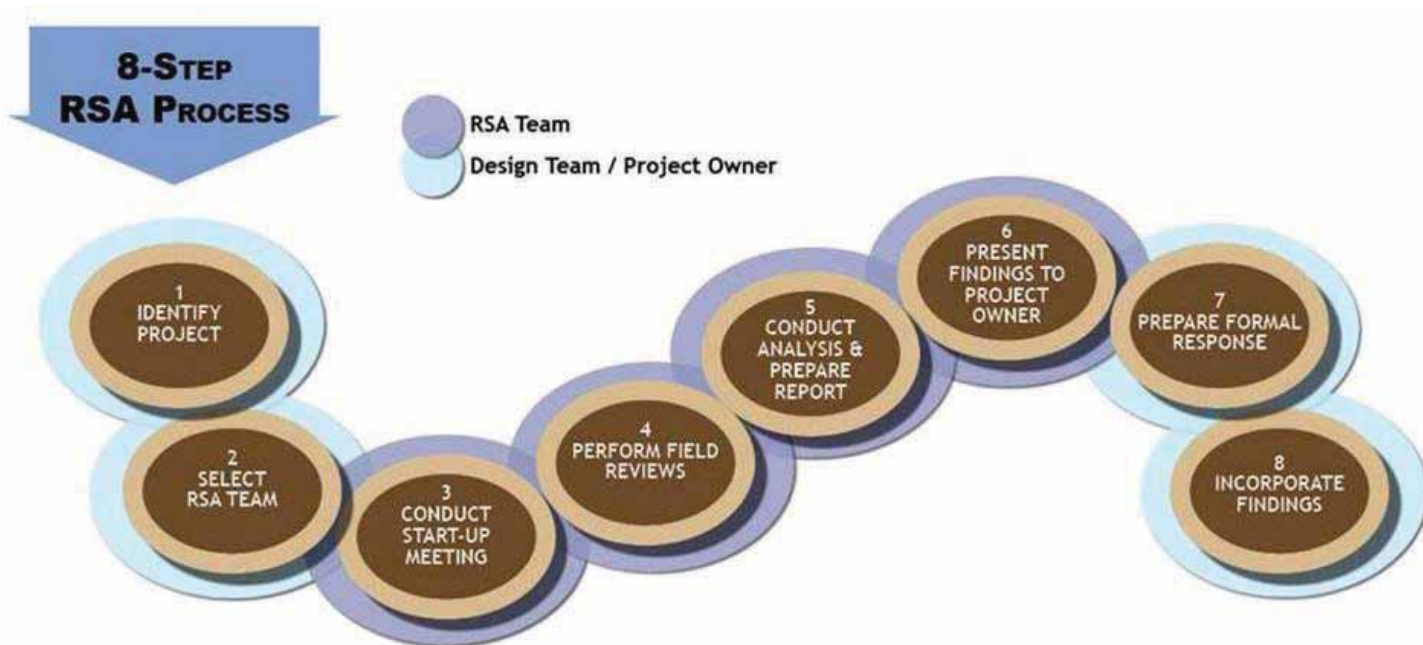 8-STEP
RSA PROCESS
RSA Team
Design Team / Project Owner
1
IDENTIFY
PROJECT
2
SELECT
RSA TEAM
3
CONDUCT
START-UP
MEETING
4
PERFORM FIELD
REVIEWS
5
CONDUCT
ANALYSIS &
PREPARE
REPORT
6
PRESENT
FINDINGS TO
PROJECT
OWNER
7
PREPARE FORMAL
RESPONSE
8
INCORPORATE
FINDINGS